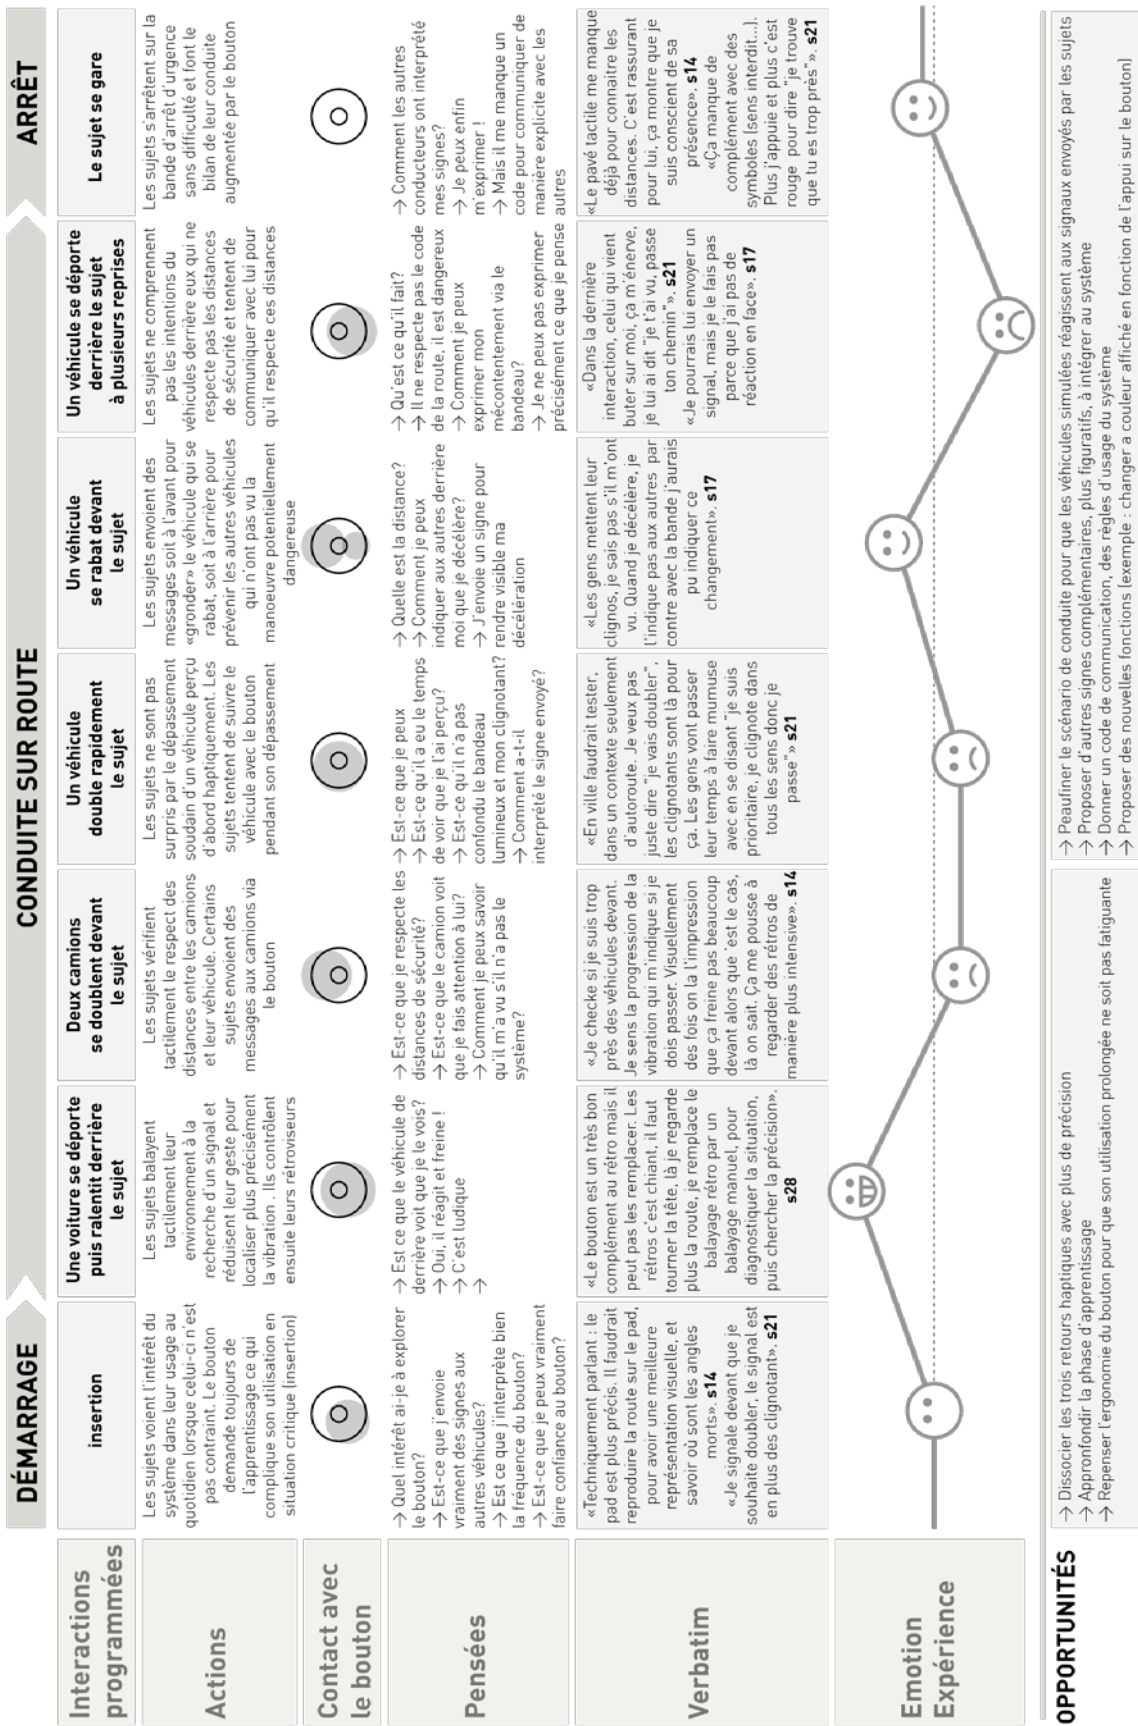 DÉMARRAGE
CONDUITE SUR ROUTE
ARRÊT
Interactions
programmées
insertion
Une voiture se déporte
puis ralentit derrière
le sujet
Deux camions
se doublent devant
le sujet
Un véhicule
double rapidement
le sujet
Un véhicule
se rabat devant
le sujet
Un véhicule se déporte
derrière le sujet
à plusieurs reprises
Le sujet se gare
Actions
Les sujets voient l'intérêt du
système dans leur usage au
quotidien lorsque celui-ci n'est
pas contraint. Le bouton
demande toujours de
l'apprentissage ce qui
complique son utilisation en
situation critique (insertion)
Les sujets balayent
tactilement leur
environnement à la
recherche d'un signal et
réduisent leur geste pour
localiser plus précisément
la vibration . Ils contrôlent
ensuite leurs rétroviseurs
Les sujets vérifient
tactilement le respect des
distances entre les camions
et leur véhicule. Certains
sujets envoient des
messages aux camions via
le bouton
Les sujets ne sont pas
surpris par le dépassement
soudain d'un véhicule perçu
d'abord haptiquement. Les
sujets tentent de suivre le
véhicule avec le bouton
pendant son dépassement
Les sujets envoient des
messages soit à l'avant pour
«gronder» le véhicule qui se
rabat, soit à l'arrière pour
prévenir les autres véhicules
qui n'ont pas vu la
manoeuvre potentiellement
dangereuse
Les sujets ne comprennent
pas les intentions du
véhicules derrière eux qui ne
respecte pas les distances
de sécurité et tentent de
communiquer avec lui pour
qu'il respecte ces distances
Les sujets s'arrêtent sur la
bande d'arrêt d'urgence
sans difficulté et font le
bilan de leur conduite
augmentée par le bouton
Contact avec
le bouton
Pensées
→ Quel intérêt ai-je à explorer
le bouton?
→ Est-ce que j'envoie
vraiment des signes aux
autres véhicules?
→ Est ce que j'interprète bien
la fréquence du bouton?
→ Est-ce que je peux vraiment
faire confiance au bouton?
→ Est ce que le véhicule de
derrière voit que je le vois?
→ Oui, il réagit et freine !
→ C'est ludique
→
→ Est-ce que je respecte les
distances de sécurité?
→ Est-ce que le camion voit
que je fais attention à lui?
→ Comment je peux savoir
qu'il m'a vu s'il n'a pas le
système?
→ Est-ce que je peux
→ Est-ce qu'il a eu le temps
de voir que je l'ai perçu?
→ Est-ce qu'il n'a pas
confondu le bandeau
lumineux et mon clignotant?
→ Comment a-t-il
interprété le signe envoyé?
→ Quelle est la distance?
→ Comment je peux
indiquer aux autres derrière
moi que je décélère?
→ J'envoie un signe pour
rendre visible ma
décélération
→ Qu'est ce qu'il fait?
→ Il ne respecte pas le code
de la route, il est dangereux
→ Comment je peux
exprimer mon
mécontentement via le
bandeau?
→ Je ne peux pas exprimer
précisément ce que je pense
→ Comment les autres
conducteurs ont interprété
mes signes?
→ Je peux enfin
m'exprimer !
→ Mais il me manque un
code pour communiquer de
manière explicite avec les
autres
Verbatim
«Techniquement parlant : le
pad est plus précis. Il faudrait
reproduire la route sur le pad,
pour avoir une meilleure
représentation visuelle, et
savoir où sont les angles
morts». s14
«Je signale devant que je
souhaite doubler, le signal est
en plus des clignotant». s21
«Le bouton est un très bon
complément au rétro mais il
peut pas les remplacer. Les
rétros c'est chiant, il faut
tourner la tête, là je regarde
plus la route, je remplace le
balayage rétro par un
balayage manuel, pour
diagnostiquer la situation,
puis chercher la précision».
s28
«Je checke si je suis trop
près des véhicules devant.
Je sens la progression de la
vibration qui m'indique si je
dois passer. Visuellement
des fois on la l'impression
que ça freine pas beaucoup
devant alors que 'est le cas,
là on sait. Ça me pousse à
regarder des rétros de
manière plus intensive». s14
«En ville faudrait tester,
dans un contexte seulement
d'autoroute. Je veux pas
juste dire "je vais doubler",
les clignotants sont là pour
ça. Les gens vont passer
leur temps à faire mumuse
avec en se disant "je suis
prioritaire, je clignote dans
tous les sens donc je
passe"» s21
«Les gens mettent leur
clignos, je sais pas s'il m'ont
vu. Quand je décélère, je
l'indique pas aux autres par
contre avec la bande j'aurais
pu indiquer ce
changement». s17
«Dans la dernière
interaction, celui qui vient
buter sur moi, ça m'énerve,
je lui ai dit "je t'ai vu, passe
ton chemin"». s21
«Je pourrais lui envoyer un
signal, mais je le fais pas
parce que j'ai pas de
réaction en face». s17
«Le pavé tactile me manque
déjà pour connaitre les
distances. C'est rassurant
pour lui, ça montre que je
suis conscient de sa
présence». s14
«Ça manque de
complément avec des
symboles (sens interdit...).
Plus j'appuie et plus c'est
rouge pour dire "je trouve
que tu es trop près"». s21
Emotion
Expérience
OPPORTUNITÉS
→ Dissocier les trois retours haptiques avec plus de précision
→ Appronfondir la phase d'apprentissage
→ Repenser l'ergonomie du bouton pour que son utilisation prolongée ne soit pas fatiguante
→ Peaufiner le scénario de conduite pour que les véhicules simulées réagissent aux signaux envoyés par les sujets
→ Proposer d'autres signes complémentaires, plus figuratifs, à intégrer au système
→ Donner un code de communication, des règles d'usage du système
→ Proposer des nouvelles fonctions (exemple : changer a couleur affiché en fonction de l'appui sur le bouton)